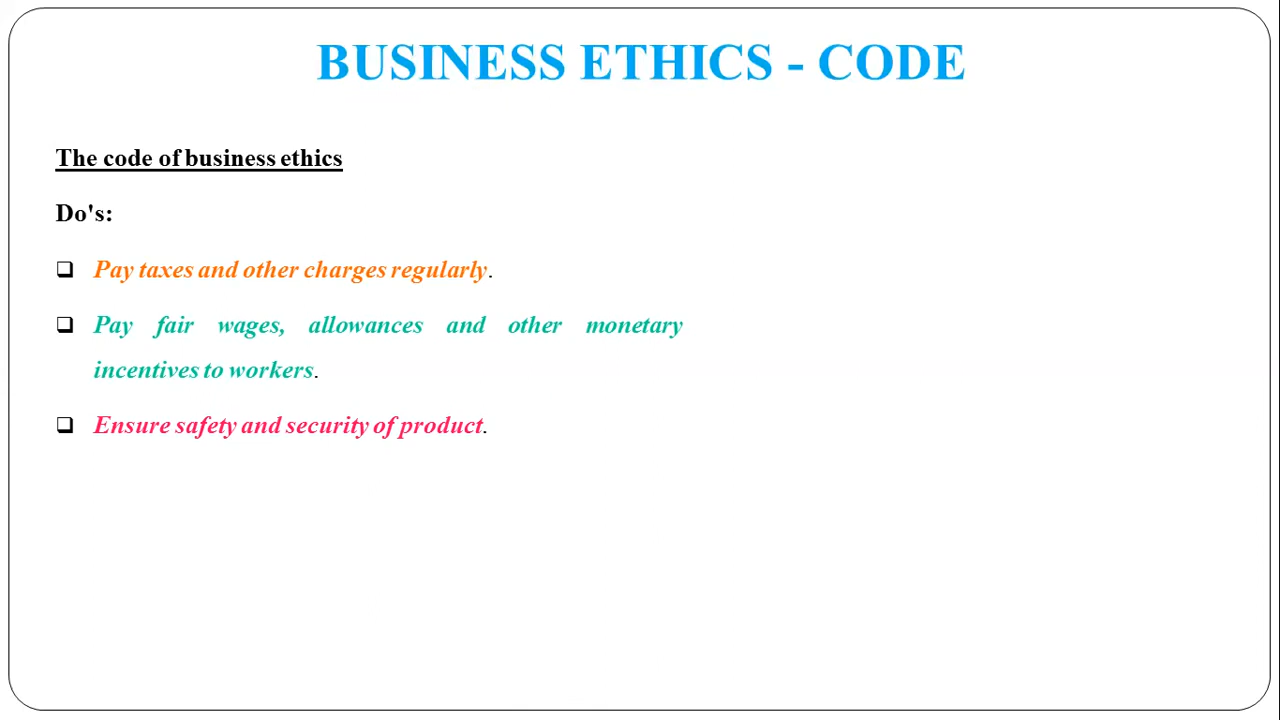 BUSINESS ETHICS - CODE
The code of business ethics
Do's:
❑ Pay taxes and other charges regularly.
❑ Pay fair wages, allowances and other monetary
incentives to workers.
❑ Ensure safety and security of product.